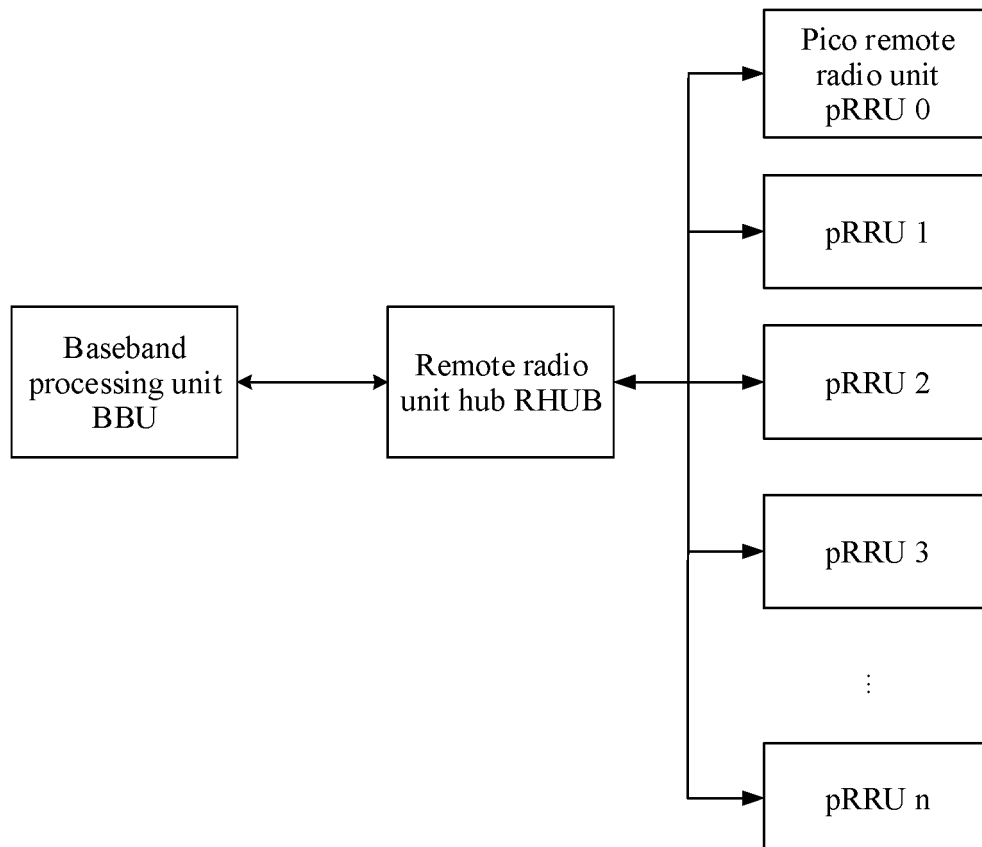 Baseband
processing unit
BBU
Remote radio
unit hub RHUB
Pico remote
radio unit
pRRU 0
pRRU 1
pRRU 2
pRRU 3
⋮
pRRU n